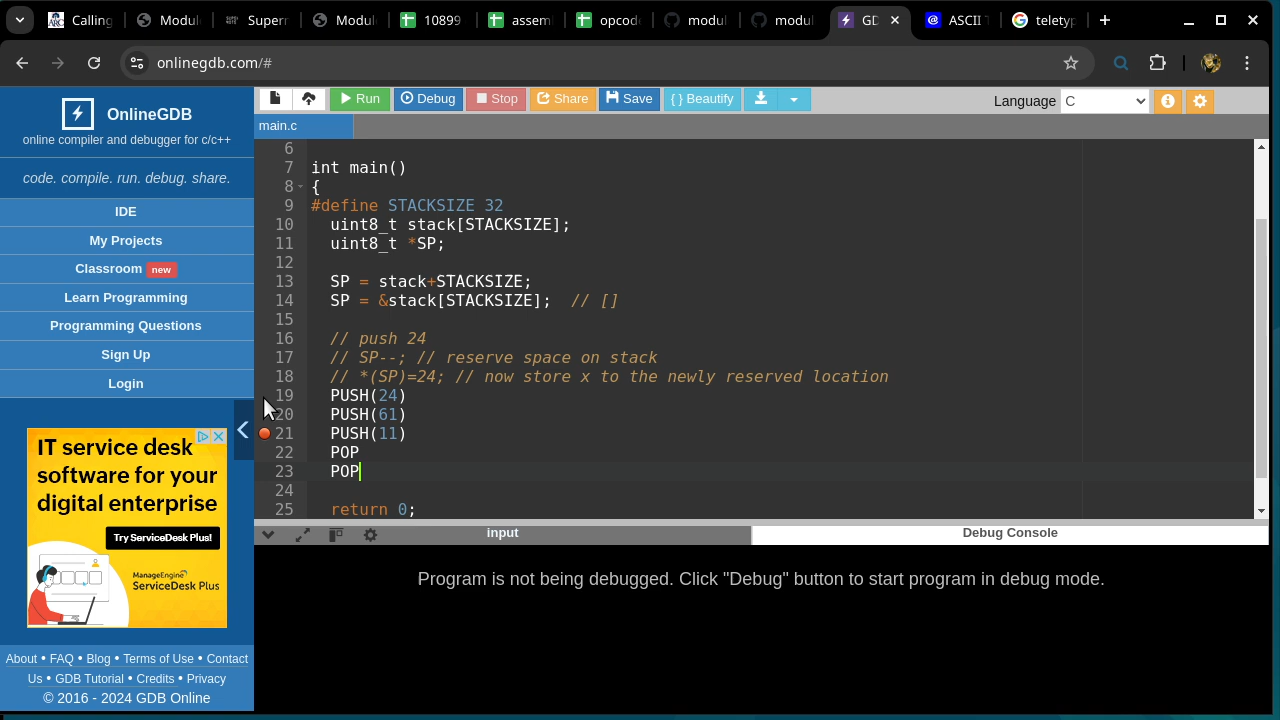 Calling
Modul
Superr
Modul
10899
assem
opcod
modul
modul
GD
ASCII T
telety
onlinegdb.com/#
OnlineGDB
online compiler and debugger for c/c++
code. compile. run. debug. share.
IDE
My Projects
Classroom new
Learn Programming
Programming Questions
Sign Up
Login
IT service desk
software for your
digital enterprise
Try ServiceDesk Plus!
ManageEngine
ServiceDesk Plus
About • FAQ • Blog • Terms of Use • Contact
Us • GDB Tutorial • Credits • Privacy
© 2016 - 2024 GDB Online
Run Debug Stop Share Save { } Beautify
Language C
main.c
6
7 int main()
8 {
9 #define STACKSIZE 32
10 uint8_t stack[STACKSIZE];
11 uint8_t *SP;
12
13 SP = stack+STACKSIZE;
14 SP = &stack[STACKSIZE]; // []
15
16 // push 24
17 // SP--; // reserve space on stack
18 // *(SP)=24; // now store x to the newly reserved location
19 PUSH(24)
20 PUSH(61)
21 PUSH(11)
22 POP
23 POP
24
25 return 0;
input
Debug Console
Program is not being debugged. Click "Debug" button to start program in debug mode.